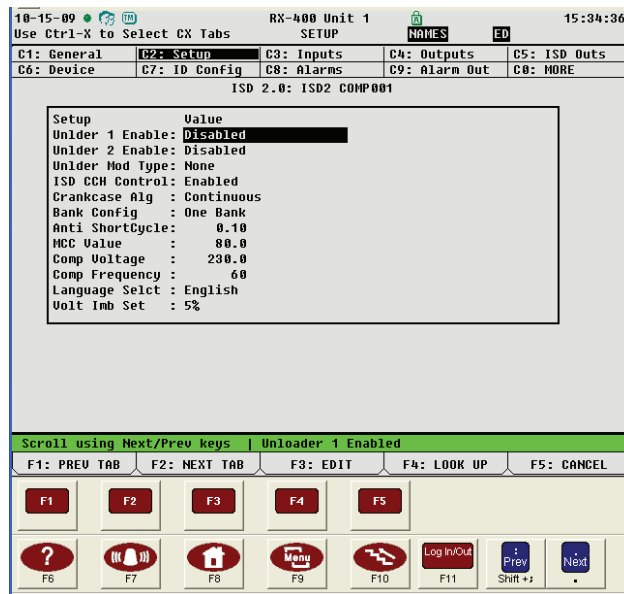 10-15-09 TM RX-400 Unit 1 15:34:36
Use Ctrl-X to Select CX Tabs SETUP NAMES ED
C1: General C2: Setup C3: Inputs C4: Outputs C5: ISD Outs
C6: Device C7: ID Config C8: Alarms C9: Alarm Out C0: MORE
ISD 2.0: ISD2 COMP001
Setup Value
Unlder 1 Enable: Disabled
Unlder 2 Enable: Disabled
Unlder Mod Type: None
ISD CCH Control: Enabled
Crankcase Alg : Continuous
Bank Config : One Bank
Anti ShortCycle: 0.10
MCC Value : 80.0
Comp Voltage : 230.0
Comp Frequency : 60
Language Selct : English
Volt Imb Set : 5%
Scroll using Next/Prev keys | Unloader 1 Enabled
F1: PREV TAB F2: NEXT TAB F3: EDIT F4: LOOK UP F5: CANCEL
F1 F2 F3 F4 F5
? Menu Log In/Out : Prev Next
F6 F7 F8 F9 F10 F11 Shift +; .